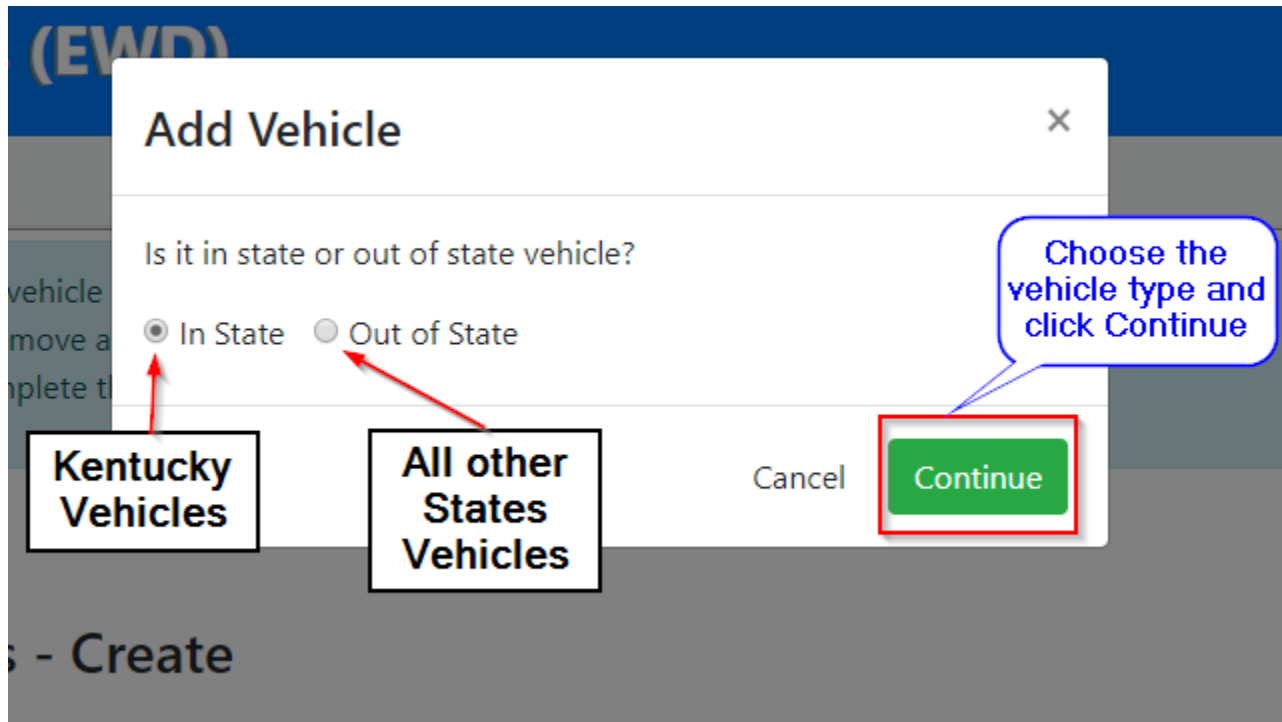 (EWD)
Add Vehicle
×
Is it in state or out of state vehicle?
Choose the
vehicle type and
click Continue
vehicle
move a
In State Out of State
Kentucky
Vehicles
All other
States
Vehicles
Cancel Continue
- Create